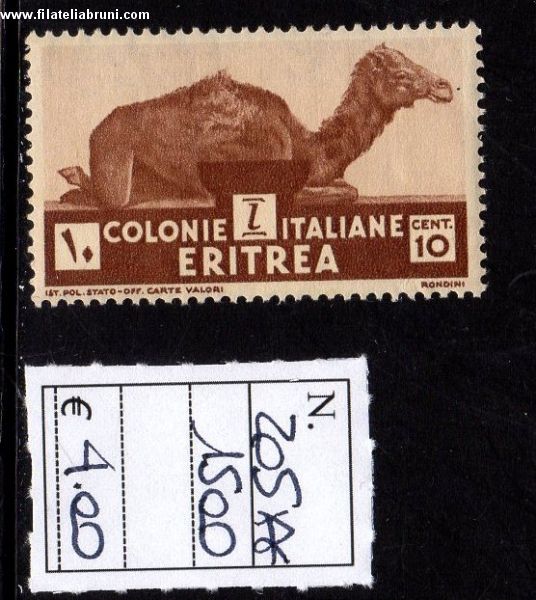 www.filateliabruni.com
COLONIE ITALIANE
١٠
ERITREA
CENT.
10
IST. POL. STATO-OFF. CARTE VALORI
RONDINI
N.
205 **
1500
€ 4.00